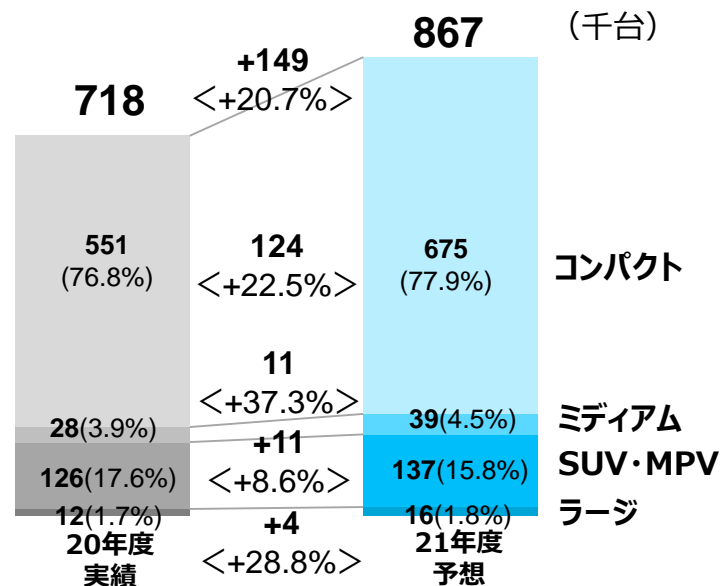 867
(千台)
+149
<+20.7%>
718
551
(76.8%)
124
<+22.5%>
675
(77.9%)
コンパクト
11
<+37.3%>
28(3.9%)
39(4.5%)
ミディアム
+11
<+8.6%>
126(17.6%)
137(15.8%)
SUV・MPV
12(1.7%)
+4
<+28.8%>
16(1.8%)
ラージ
20年度
実績
21年度
予想